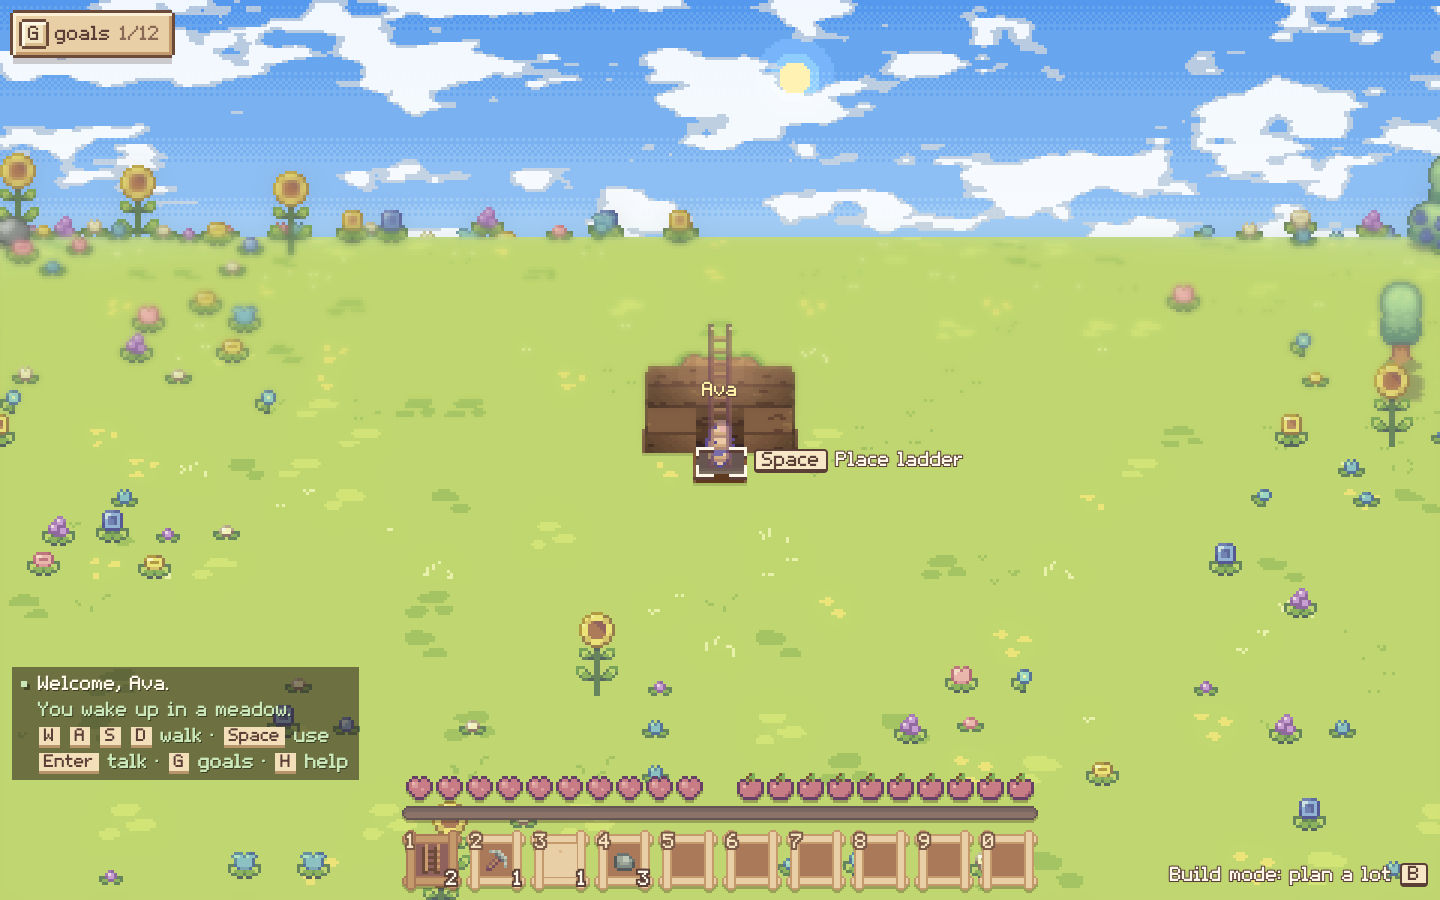 G goals 1/12
Ava
Space Place ladder
Welcome, Ava.
You wake up in a meadow.
W A S D walk · Space use
Enter talk · G goals · H help
1 2 3 4 5 6 7 8 9 0
2 1 1 3
Build mode: plan a lot B